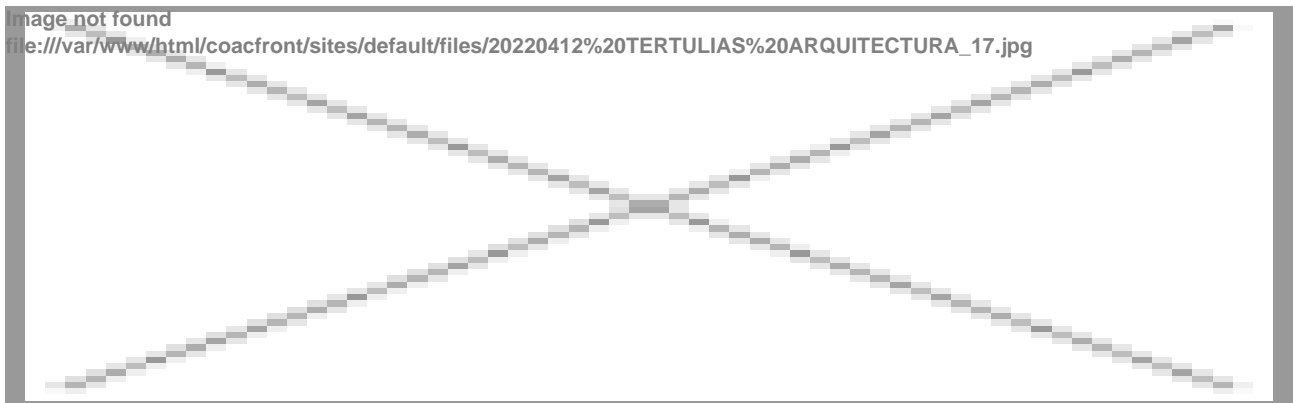 Image not found
file:///var/www/html/coacfront/sites/default/files/20220412%20TERTULIAS%20ARQUITECTURA_17.jpg